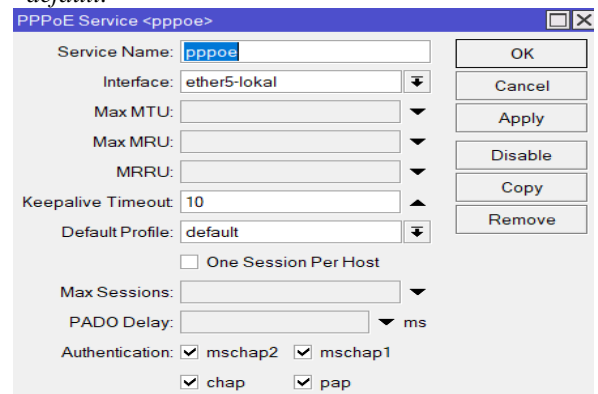 default.
PPPoE Service <pppoe>
Service Name: pppoe
OK
Interface: ether5-lokal
Cancel
Max MTU:
Apply
Max MRU:
Disable
MRRU:
Copy
Keepalive Timeout: 10
Remove
Default Profile: default
One Session Per Host
Max Sessions:
PADO Delay: ms
Authentication: mschap2 mschap1
chap pap